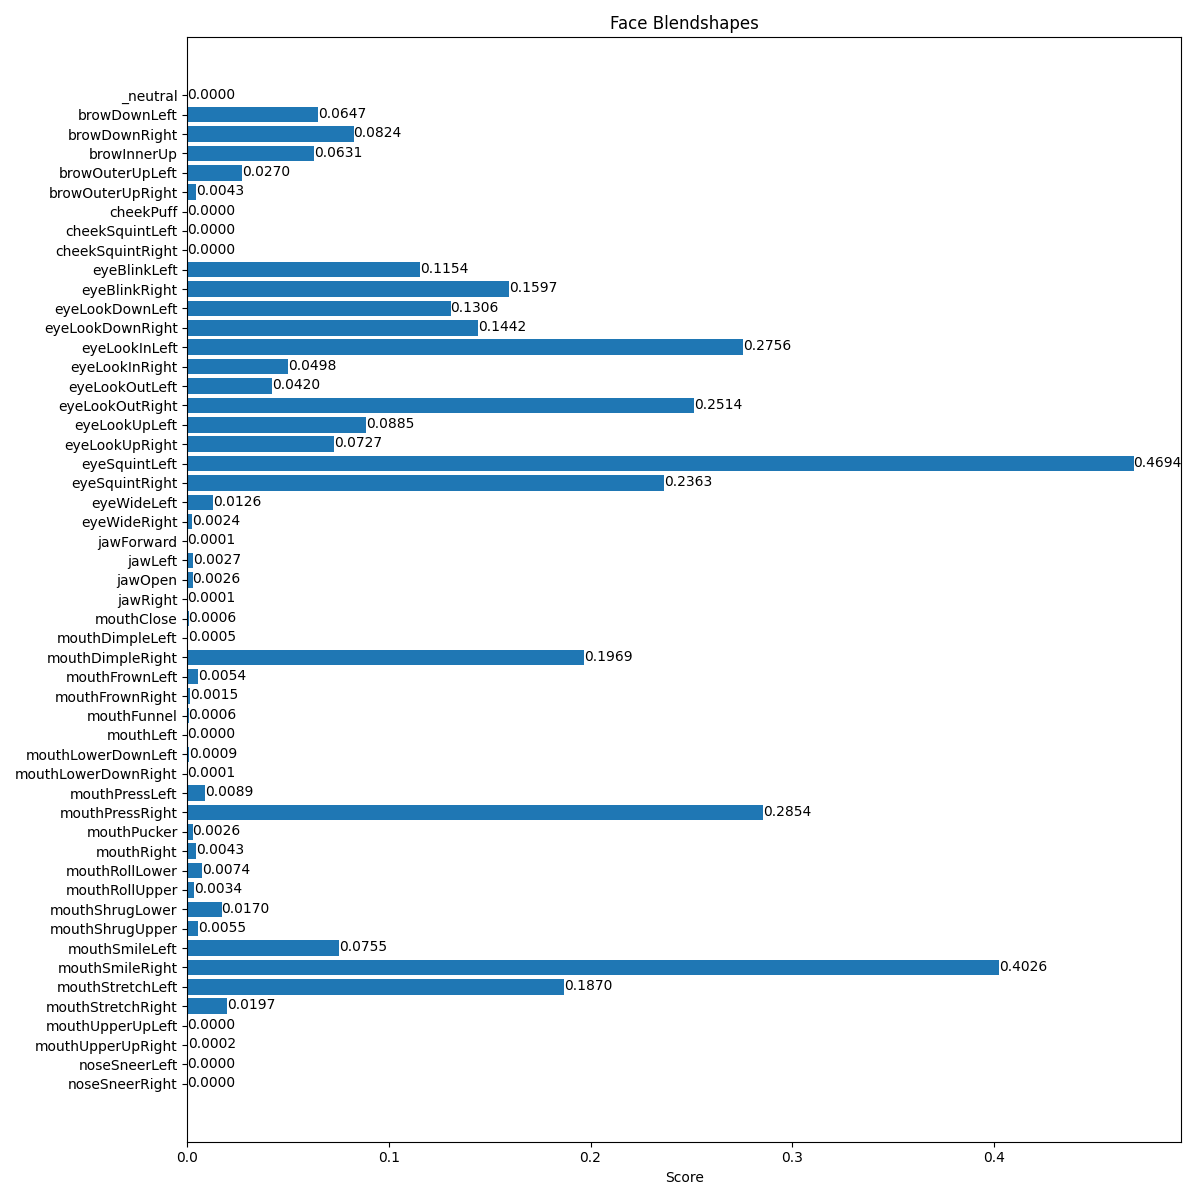 Face Blendshapes
_neutral 0.0000
browDownLeft 0.0647
browDownRight 0.0824
browInnerUp 0.0631
browOuterUpLeft 0.0270
browOuterUpRight 0.0043
cheekPuff 0.0000
cheekSquintLeft 0.0000
cheekSquintRight 0.0000
eyeBlinkLeft 0.1154
eyeBlinkRight 0.1597
eyeLookDownLeft 0.1306
eyeLookDownRight 0.1442
eyeLookInLeft 0.2756
eyeLookInRight 0.0498
eyeLookOutLeft 0.0420
eyeLookOutRight 0.2514
eyeLookUpLeft 0.0885
eyeLookUpRight 0.0727
eyeSquintLeft 0.4694
eyeSquintRight 0.2363
eyeWideLeft 0.0126
eyeWideRight 0.0024
jawForward 0.0001
jawLeft 0.0027
jawOpen 0.0026
jawRight 0.0001
mouthClose 0.0006
mouthDimpleLeft 0.0005
mouthDimpleRight 0.1969
mouthFrownLeft 0.0054
mouthFrownRight 0.0015
mouthFunnel 0.0006
mouthLeft 0.0000
mouthLowerDownLeft 0.0009
mouthLowerDownRight 0.0001
mouthPressLeft 0.0089
mouthPressRight 0.2854
mouthPucker 0.0026
mouthRight 0.0043
mouthRollLower 0.0074
mouthRollUpper 0.0034
mouthShrugLower 0.0170
mouthShrugUpper 0.0055
mouthSmileLeft 0.0755
mouthSmileRight 0.4026
mouthStretchLeft 0.1870
mouthStretchRight 0.0197
mouthUpperUpLeft 0.0000
mouthUpperUpRight 0.0002
noseSneerLeft 0.0000
noseSneerRight 0.0000
0.0 0.1 0.2 0.3 0.4
Score